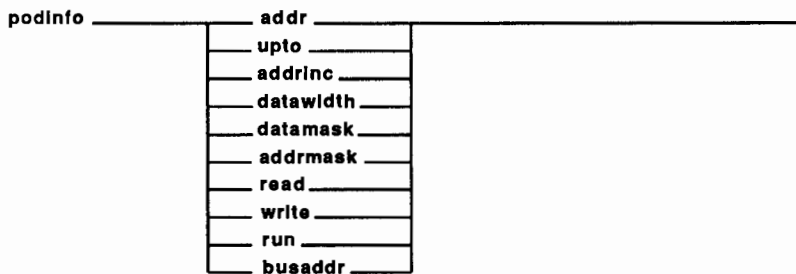 podinfo addr
upto
addrinc
datawidth
datamask
addrmask
read
write
run
busaddr